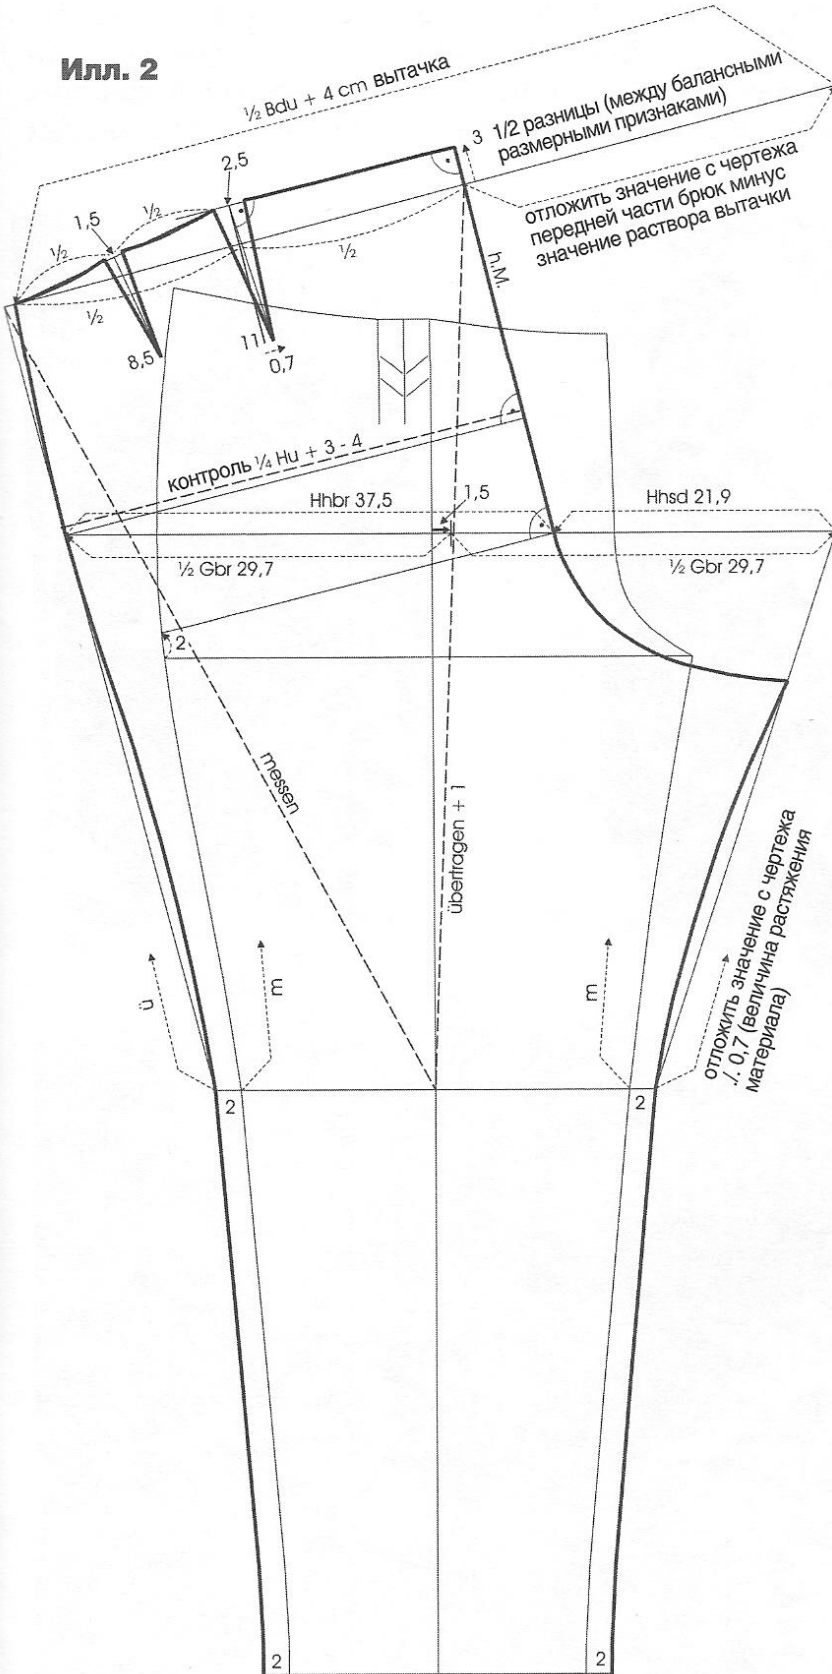 Илл. 2
½ Bdu + 4 cm вытачка
3 1/2 разницы (между балансными
размерными признаками)
2,5
отложить значение с чертежа
передней части брюк минус
значение раствора вытачки
1,5
½
½
½
½
h.M.
8,5
11
0,7
контроль ¼ Hu + 3 - 4
Hhbr 37,5
1,5
Hhsd 21,9
½ Gbr 29,7
½ Gbr 29,7
2
messen
übertragen + 1
отложить значение с чертежа
./. 0,7 (величина растяжения
материала)
ü
m
m
2
2
2
2